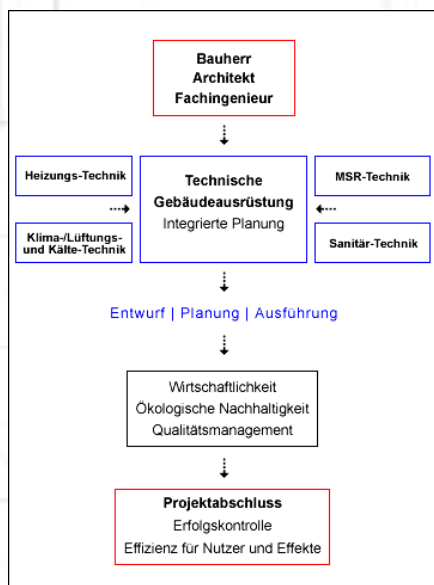 Bauherr
Architekt
Fachingenieur
Heizungs-Technik
Klima-/Lüftungs-
und Kälte-Technik
Technische
Gebäudeausrüstung
Integrierte Planung
MSR-Technik
Sanitär-Technik
Entwurf | Planung | Ausführung
Wirtschaftlichkeit
Ökologische Nachhaltigkeit
Qualitätsmanagement
Projektabschluss
Erfolgskontrolle
Effizienz für Nutzer und Effekte